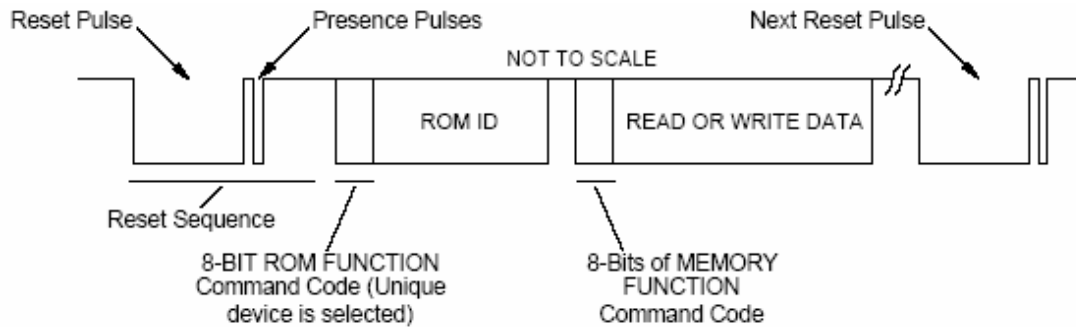 Reset Pulse
Presence Pulses
Next Reset Pulse
NOT TO SCALE
ROM ID
READ OR WRITE DATA
Reset Sequence
8-BIT ROM FUNCTION
Command Code (Unique
device is selected)
8-Bits of MEMORY
FUNCTION
Command Code